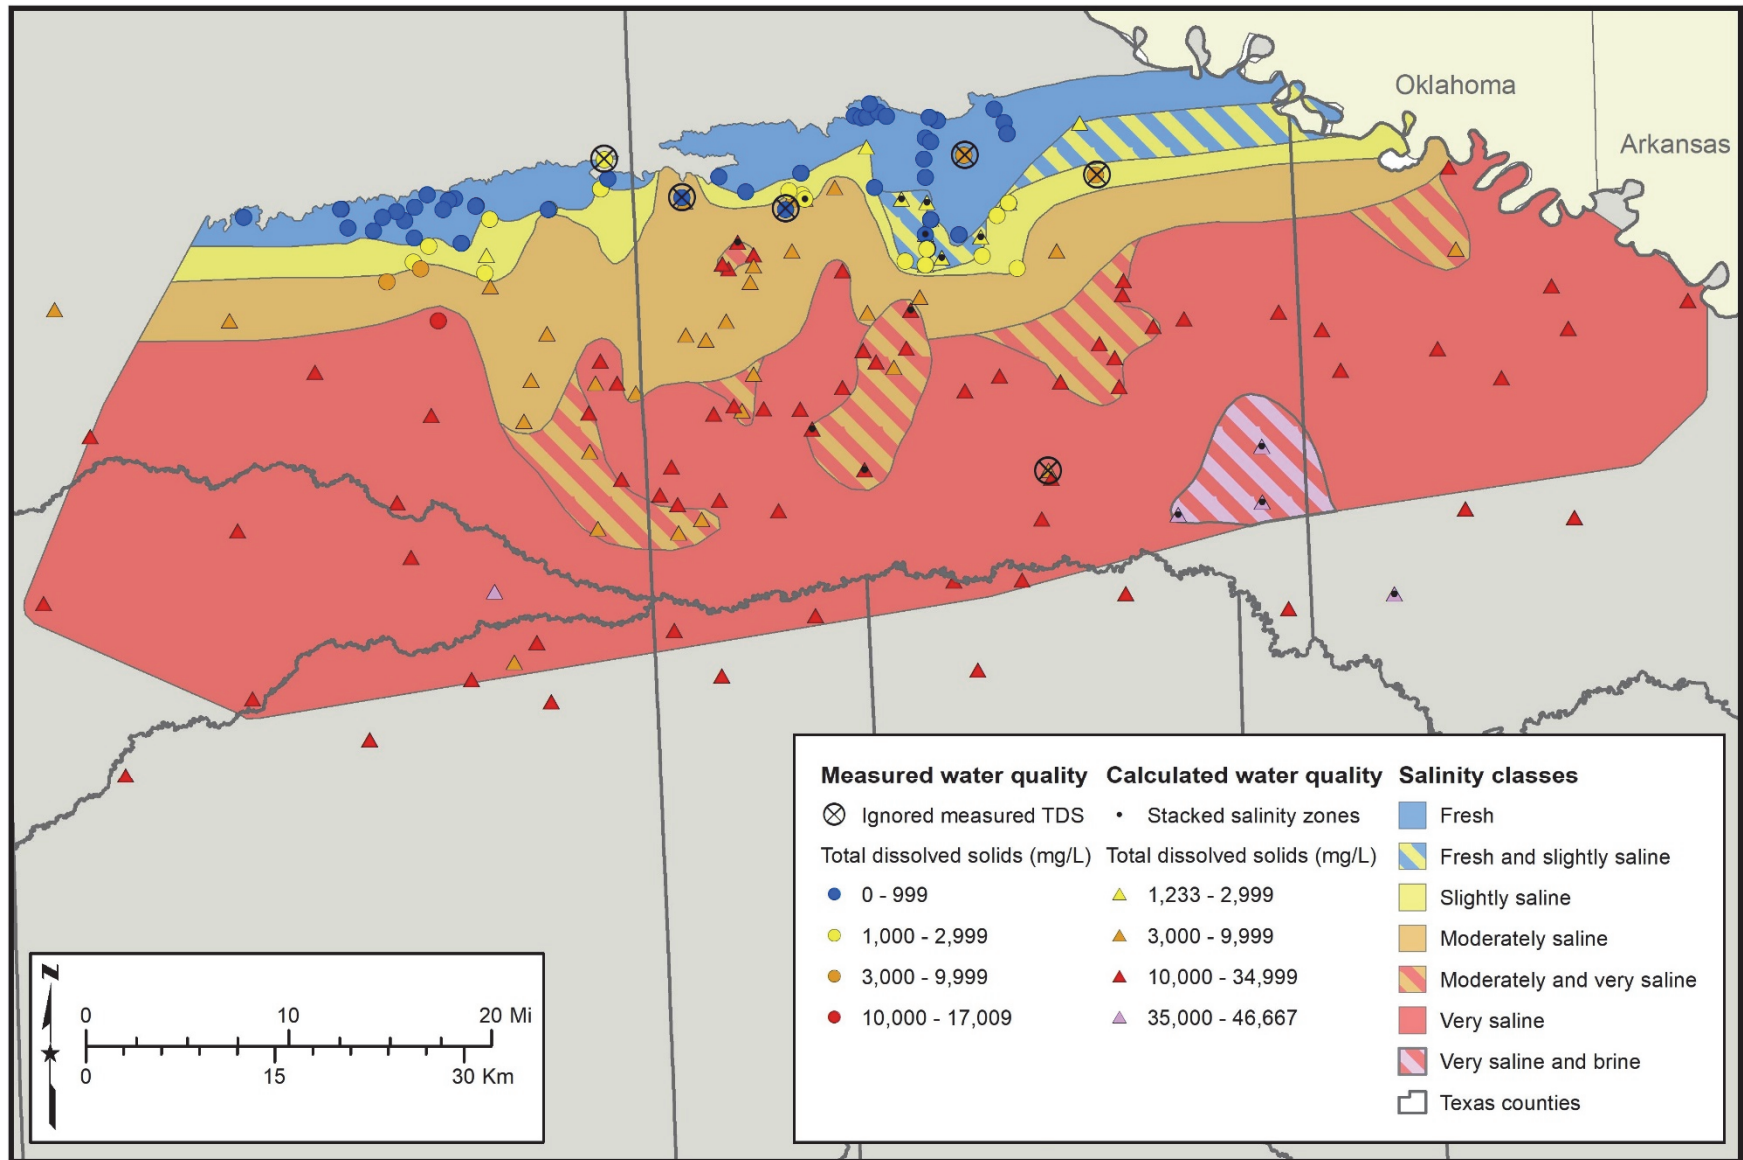 Oklahoma
Arkansas
Measured water quality
Ignored measured TDS
Total dissolved solids (mg/L)
0 - 999
1,000 - 2,999
3,000 - 9,999
10,000 - 17,009
Calculated water quality
Stacked salinity zones
Total dissolved solids (mg/L)
1,233 - 2,999
3,000 - 9,999
10,000 - 34,999
35,000 - 46,667
Salinity classes
Fresh
Fresh and slightly saline
Slightly saline
Moderately saline
Moderately and very saline
Very saline
Very saline and brine
Texas counties
N
0 10 20 Mi
0 15 30 Km